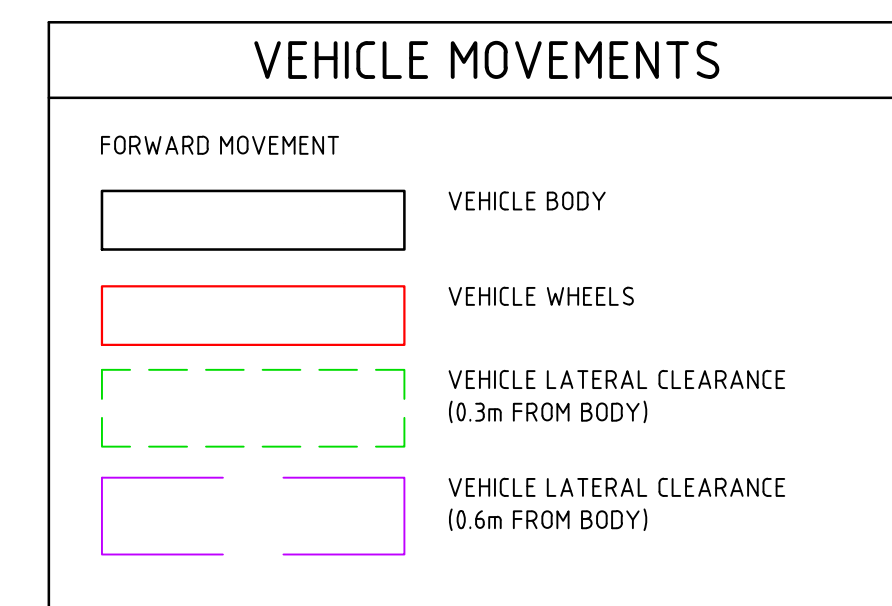 VEHICLE MOVEMENTS
FORWARD MOVEMENT
VEHICLE BODY
VEHICLE WHEELS
VEHICLE LATERAL CLEARANCE
(0.3m FROM BODY)
VEHICLE LATERAL CLEARANCE
(0.6m FROM BODY)